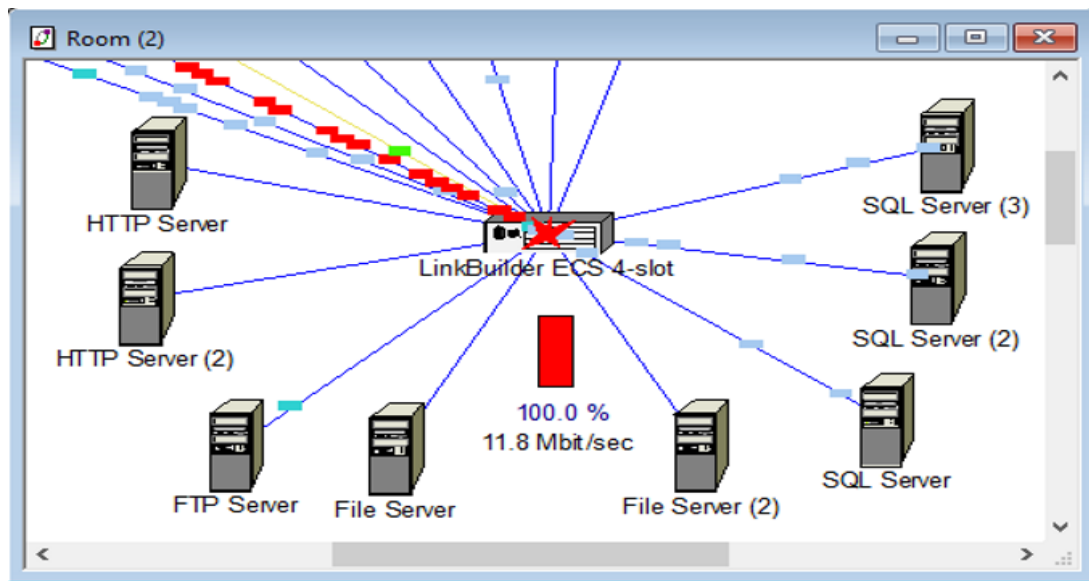 Room (2)
HTTP Server
SQL Server (3)
LinkBuilder ECS 4-slot
HTTP Server (2)
SQL Server (2)
100.0 %
11.8 Mbit/sec
SQL Server
FTP Server
File Server
File Server (2)